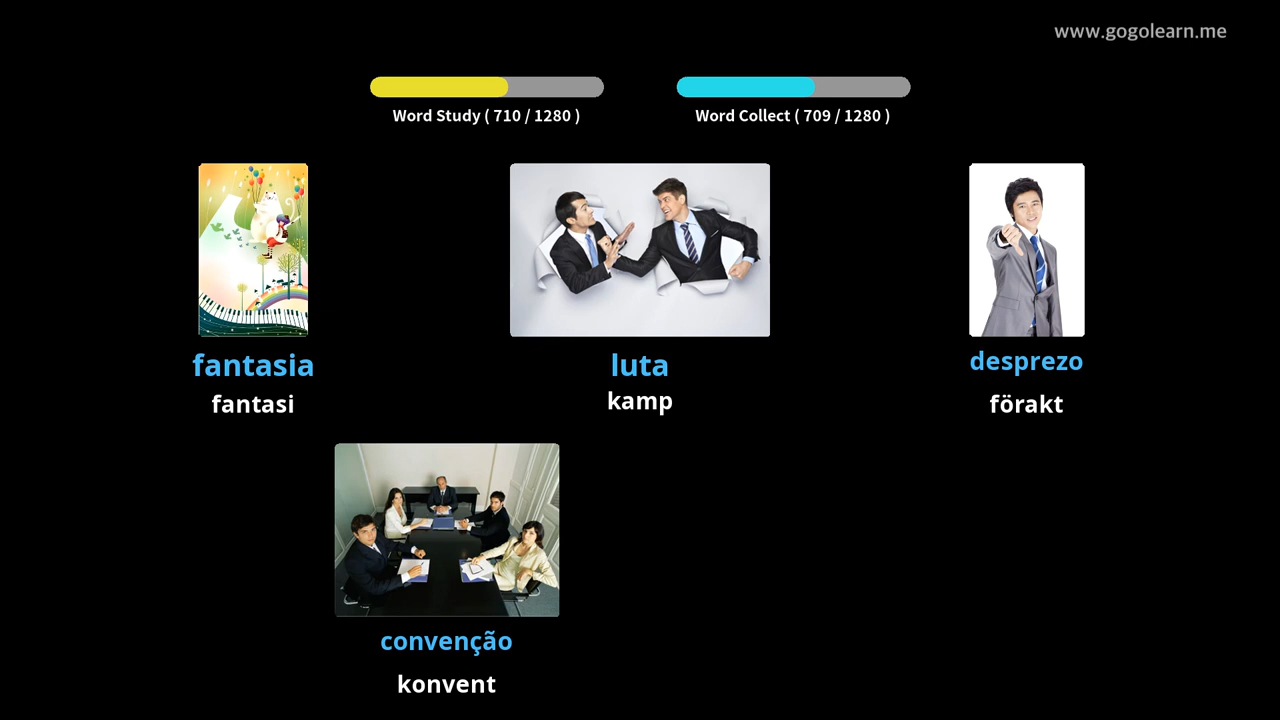 www.gogolearn.me
Word Study ( 710 / 1280 )
Word Collect ( 709 / 1280 )
fantasia
fantasi
luta
kamp
desprezo
förakt
convenção
konvent